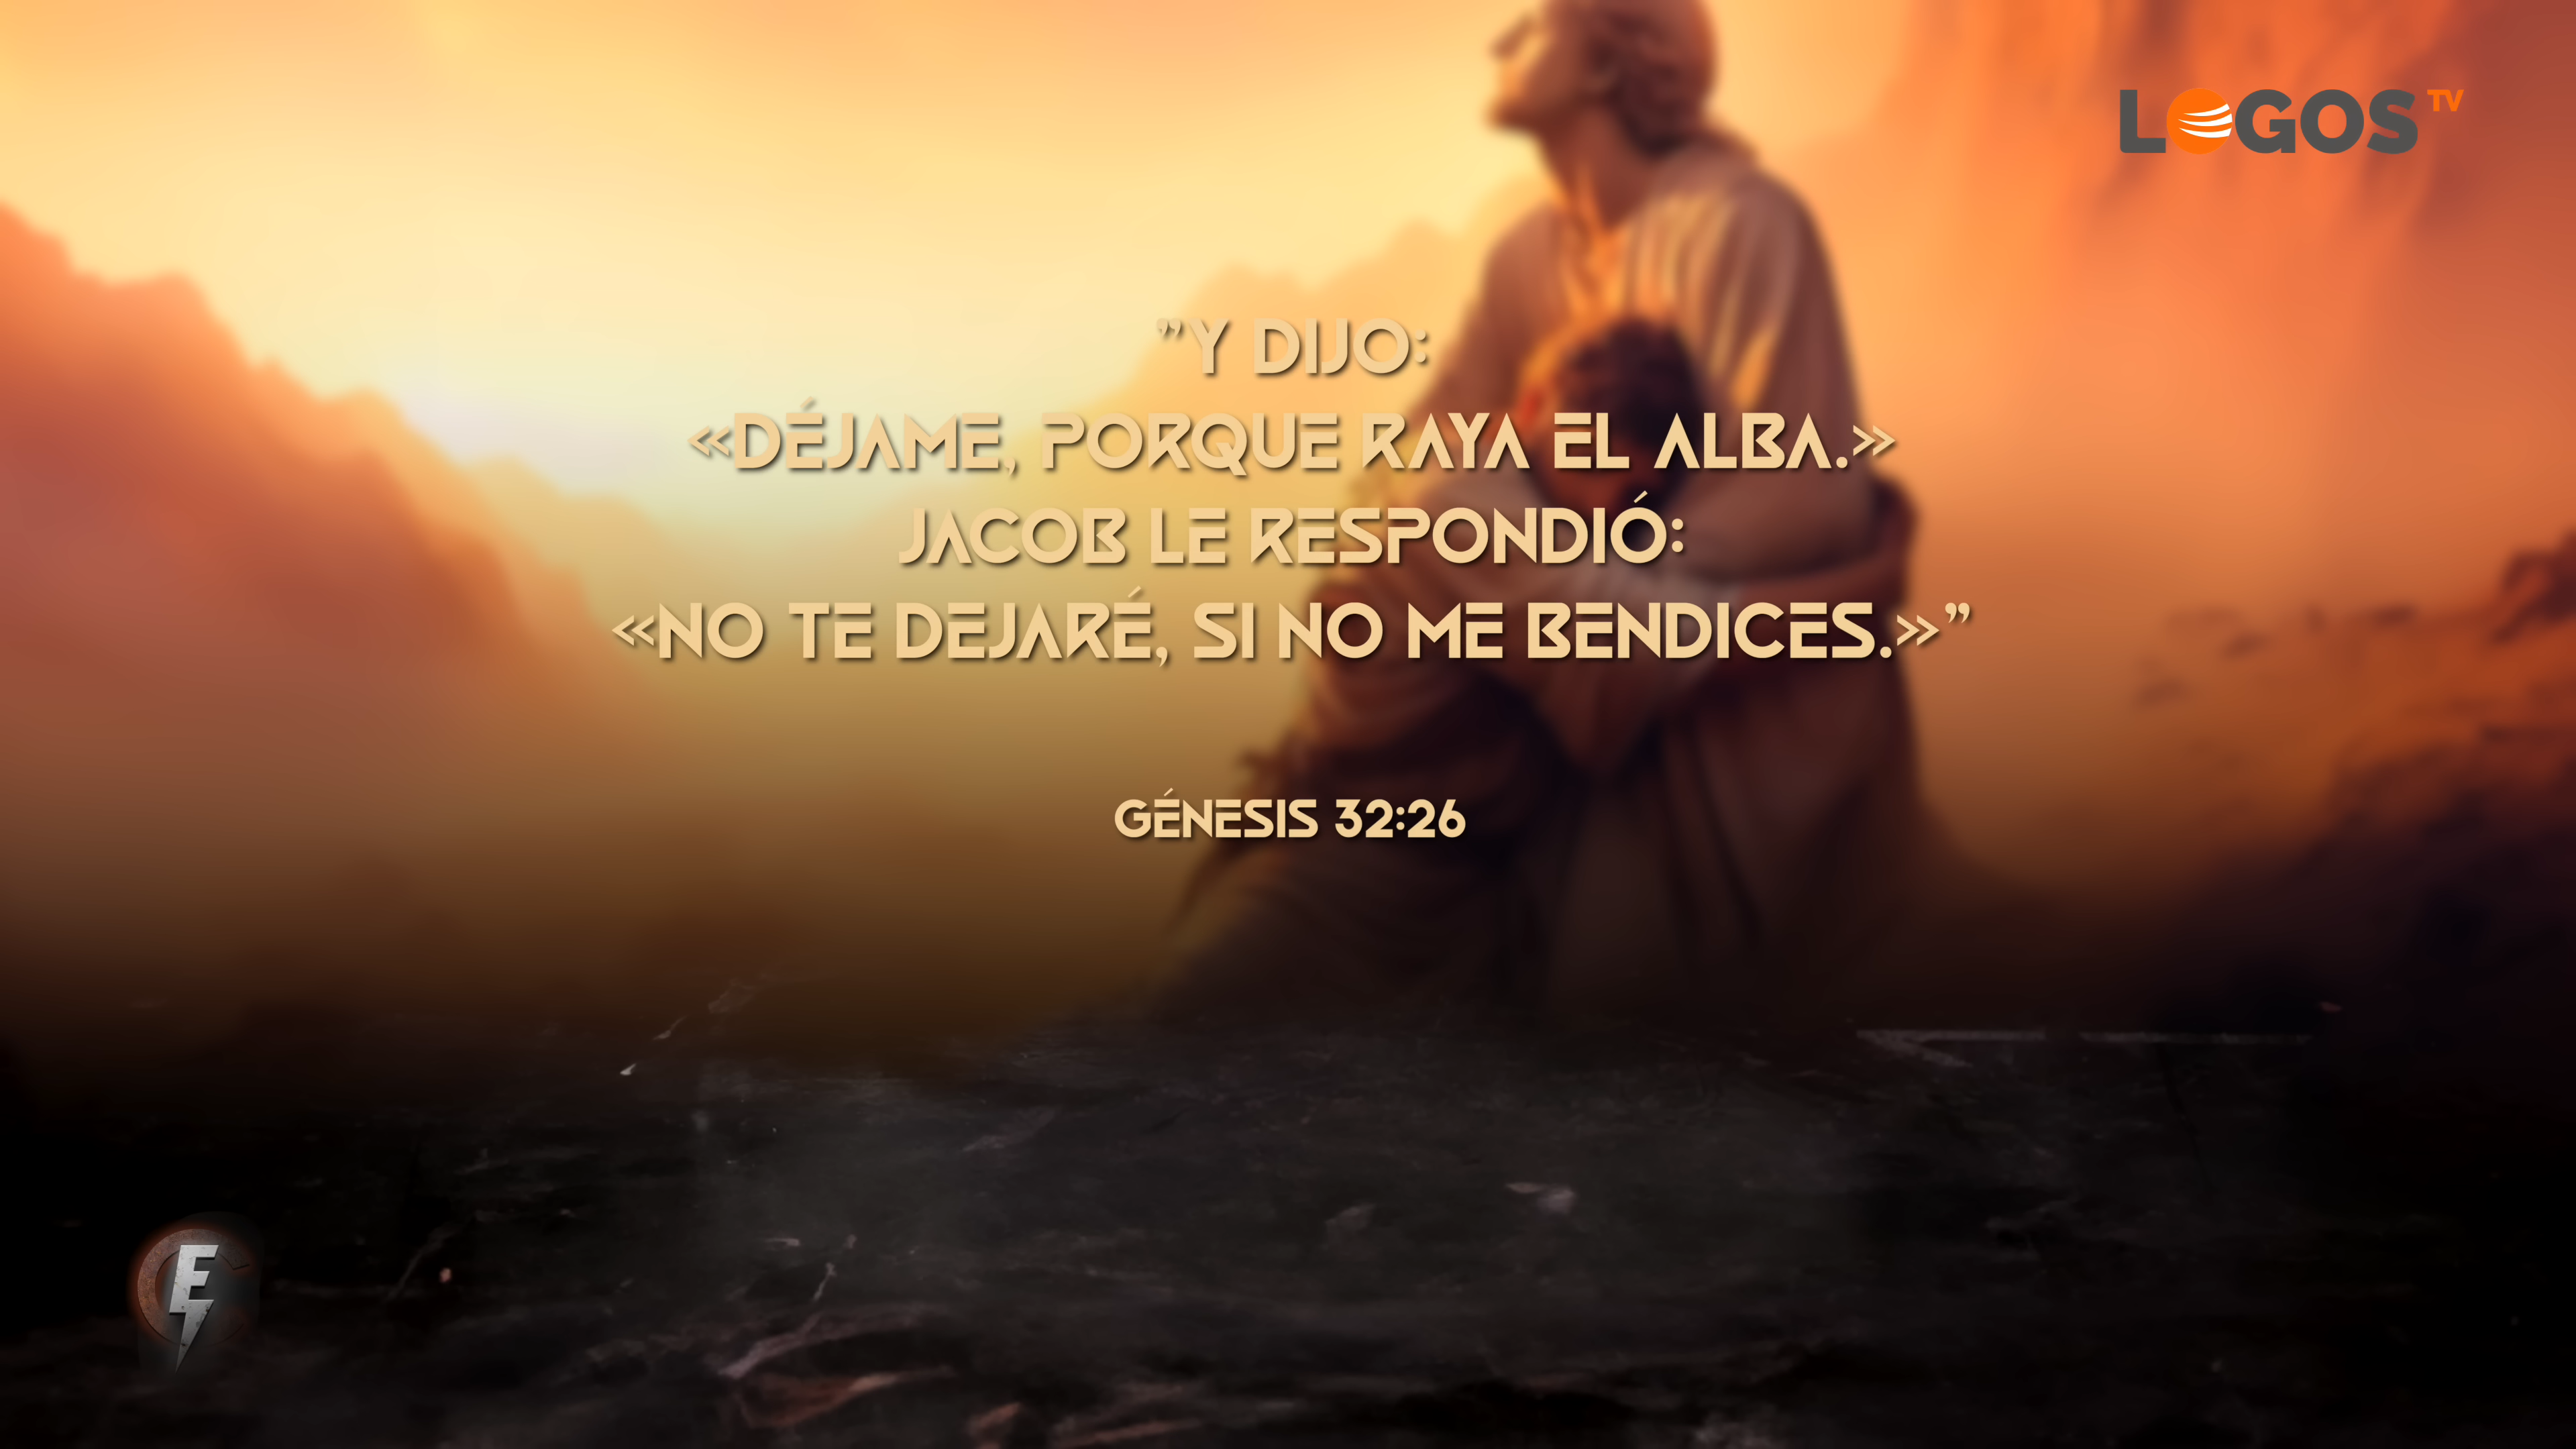 LOGOS TV
”Y DIJO:
«DÉJAME, PORQUE RAYA EL ALBA.»
JACOB LE RESPONDIÓ:
«NO TE DEJARÉ, SI NO ME BENDICES.»”
GÉNESIS 32:26
CE